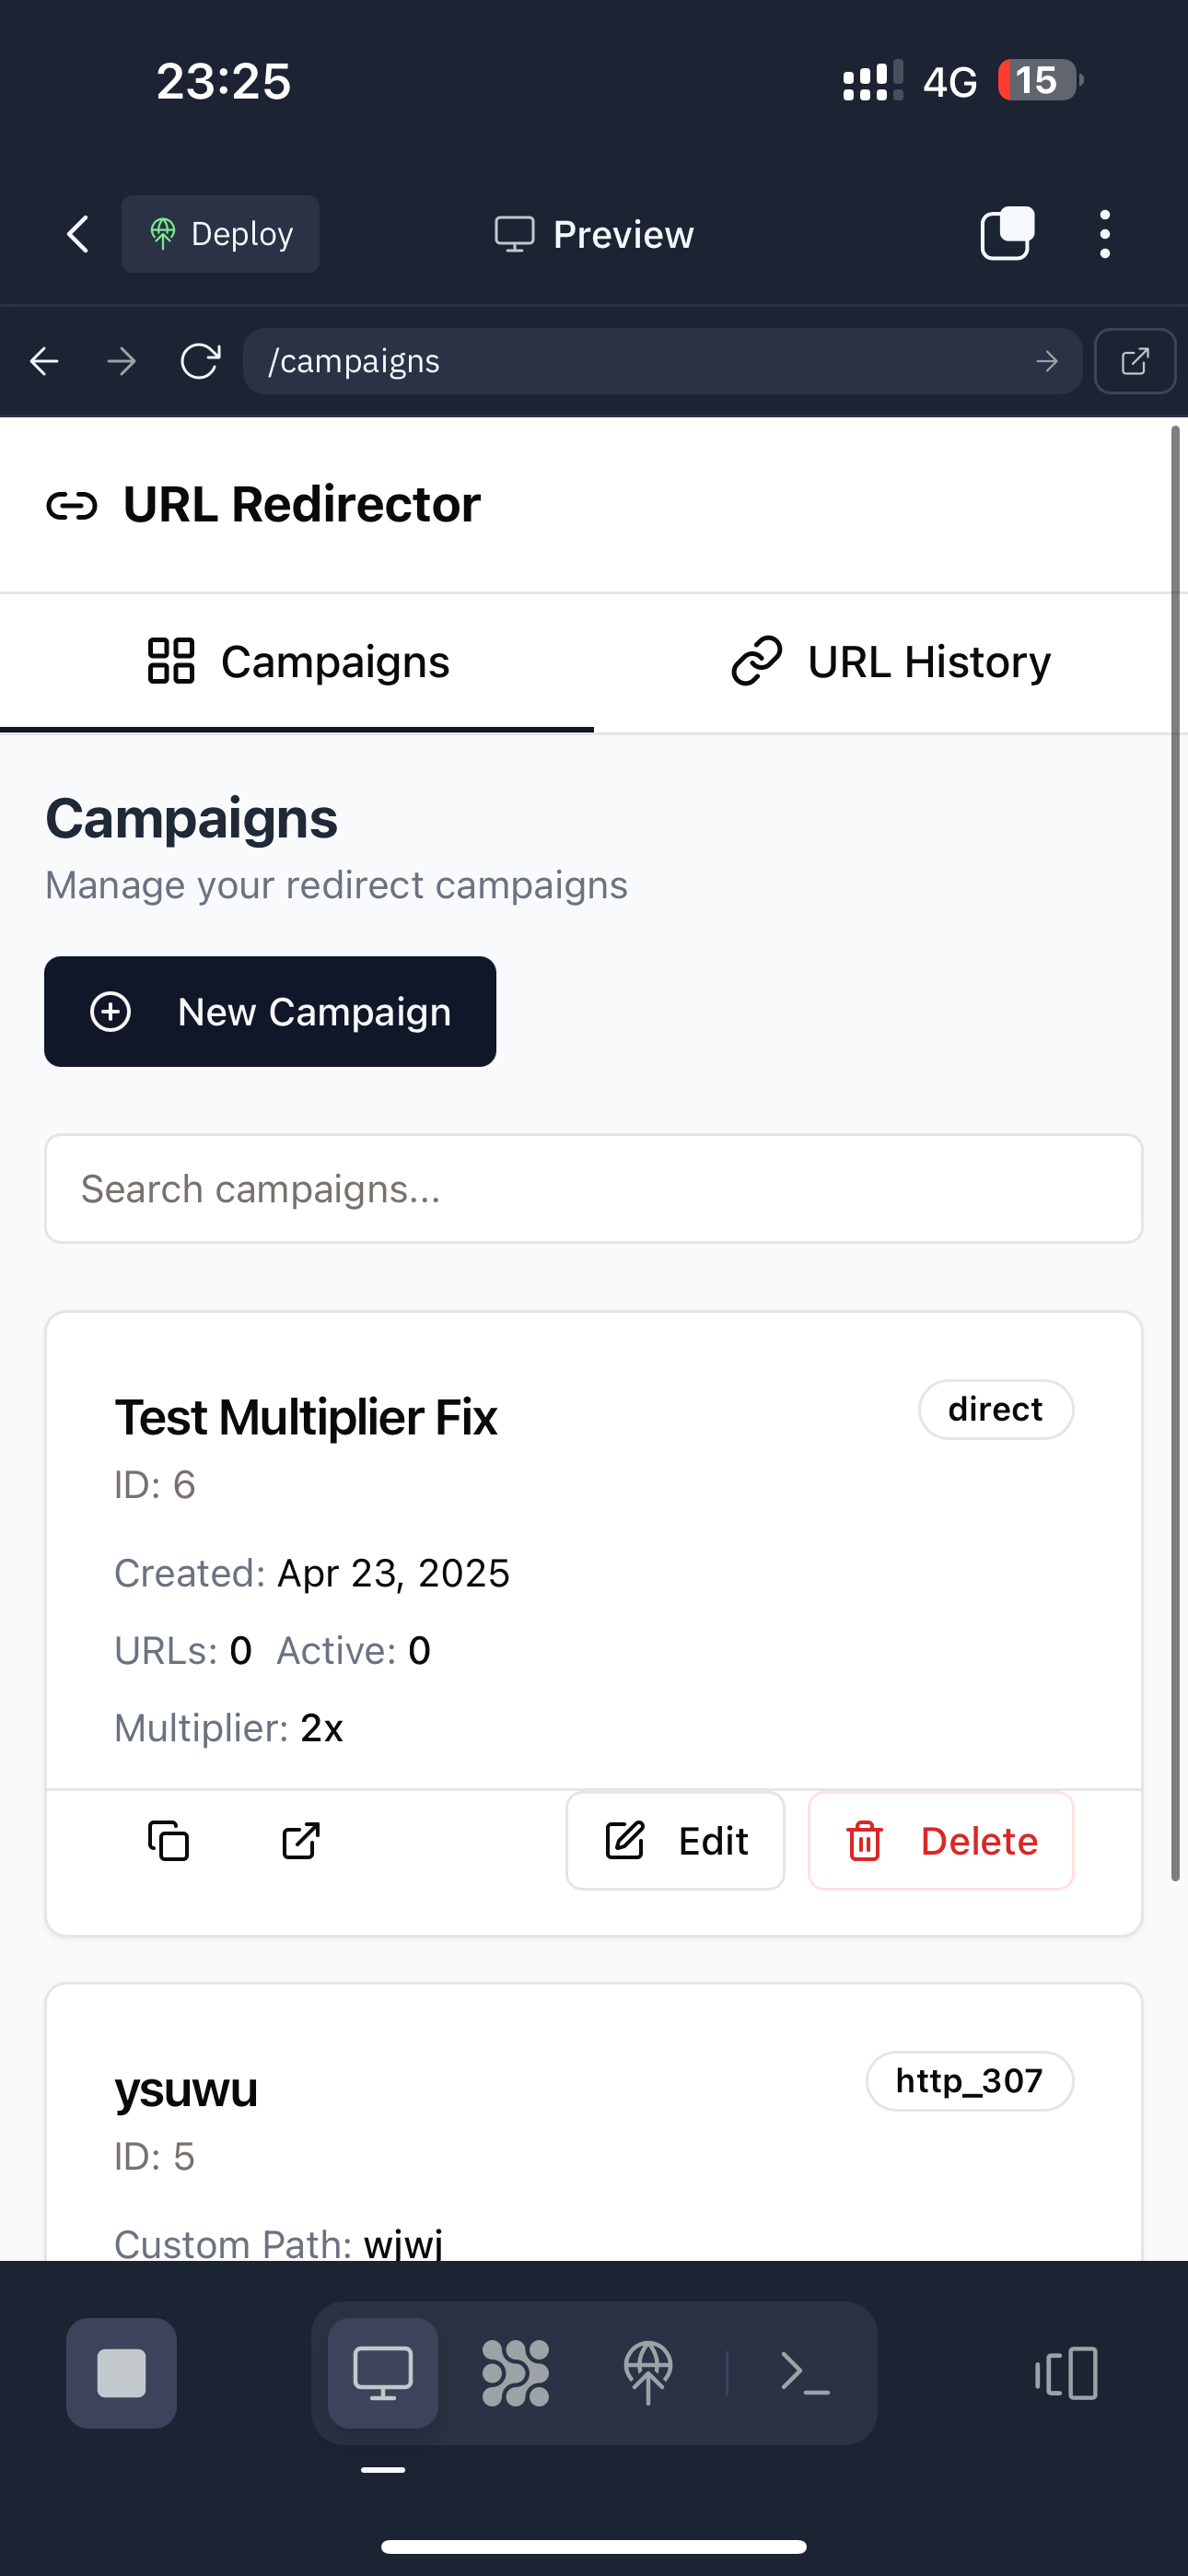 23:25 4G 15
Deploy Preview
/campaigns
URL Redirector
Campaigns URL History
Campaigns
Manage your redirect campaigns
New Campaign
Search campaigns...
Test Multiplier Fix direct
ID: 6
Created: Apr 23, 2025
URLs: 0 Active: 0
Multiplier: 2x
Edit Delete
ysuwu http_307
ID: 5
Custom Path: wjwj